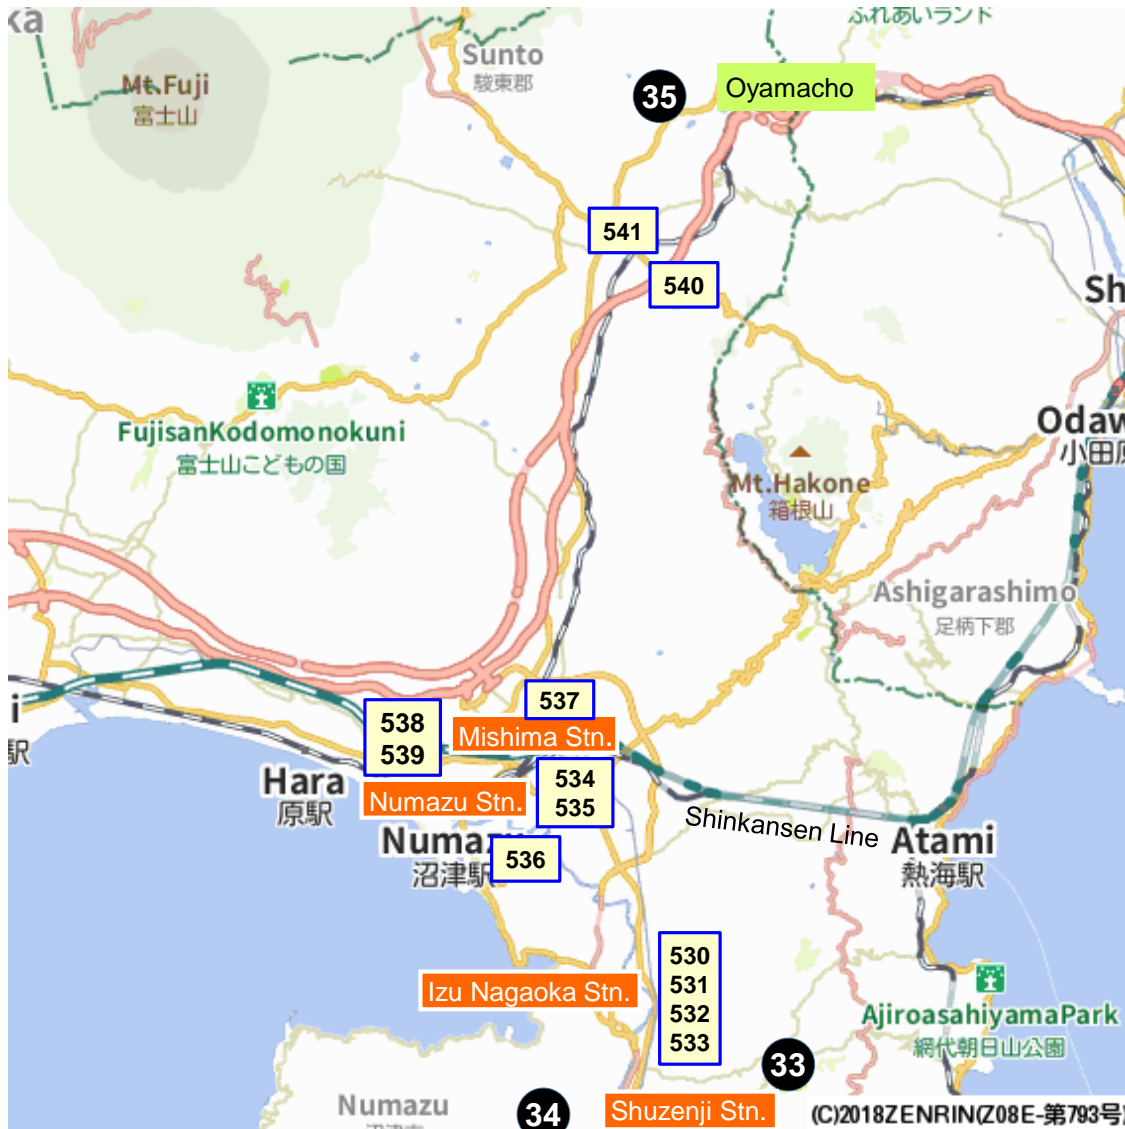 ka
ふれあいランド
Sunto
駿東郡
Mt.Fuji
富士山
35
Oyamacho
541
540
Sh
FujisanKodomonokuni
富士山こどもの国
Odaw
小田原
Mt.Hakone
箱根山
Ashigarashimo
足柄下郡
i
駅
537
538
539
Mishima Stn.
Hara
原駅
Numazu Stn.
534
535
Shinkansen Line
Numazu
沼津駅
536
Atami
熱海駅
530
531
532
533
Izu Nagaoka Stn.
AjiroasahiyamaPark
網代朝日山公園
33
Numazu
34
Shuzenji Stn.
(C)2018ZENRIN(Z08E-第793号)